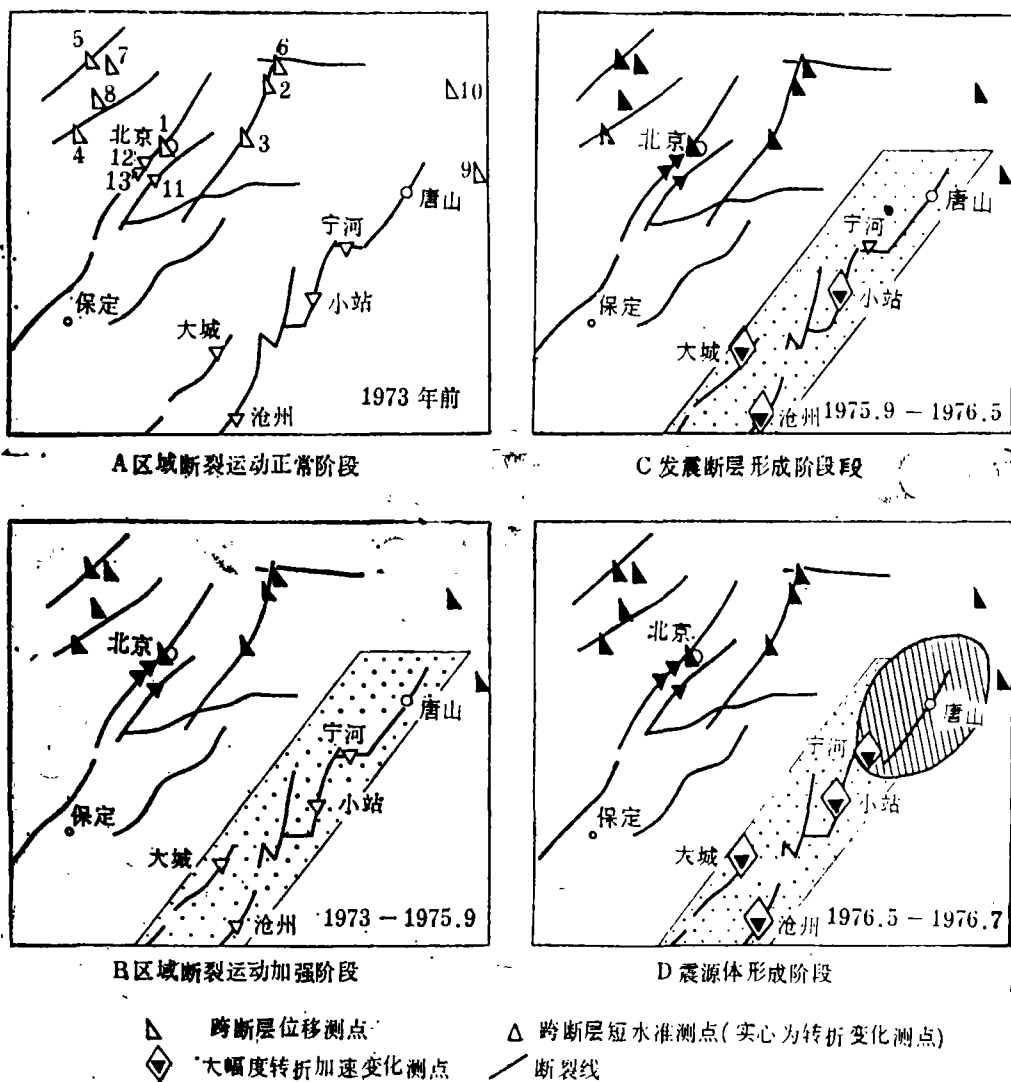 5
7
6
8
2
10
1
北京
4
12
3
13
11
9
唐山
宁河
保定
小站
大城
1973年前
沧州
A区域断裂运动正常阶段
北京
唐山
宁河
保定
小站
大城
沧州
1975.9－1976.5
C发震断层形成阶段段
北京
唐山
宁河
保定
小站
大城
沧州
1973－1975.9
B区域断裂运动加强阶段
北京
唐山
宁河
保定
小站
大城
沧州
1976.5－1976.7
D震源体形成阶段
跨断层位移测点
跨断层短水准测点(实心为转折变化测点)
大幅度转折加速变化测点
断裂线